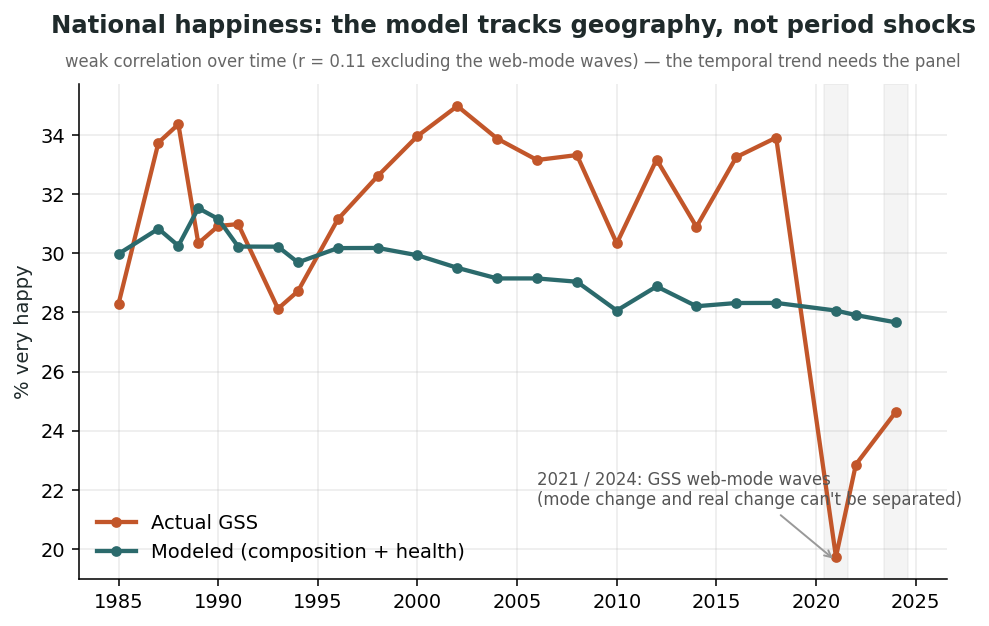 National happiness: the model tracks geography, not period shocks
weak correlation over time (r = 0.11 excluding the web-mode waves) — the temporal trend needs the panel
% very happy
34
32
30
28
26
24
22
20
2021 / 2024: GSS web-mode waves
(mode change and real change can't be separated)
Actual GSS
Modeled (composition + health)
1985
1990
1995
2000
2005
2010
2015
2020
2025